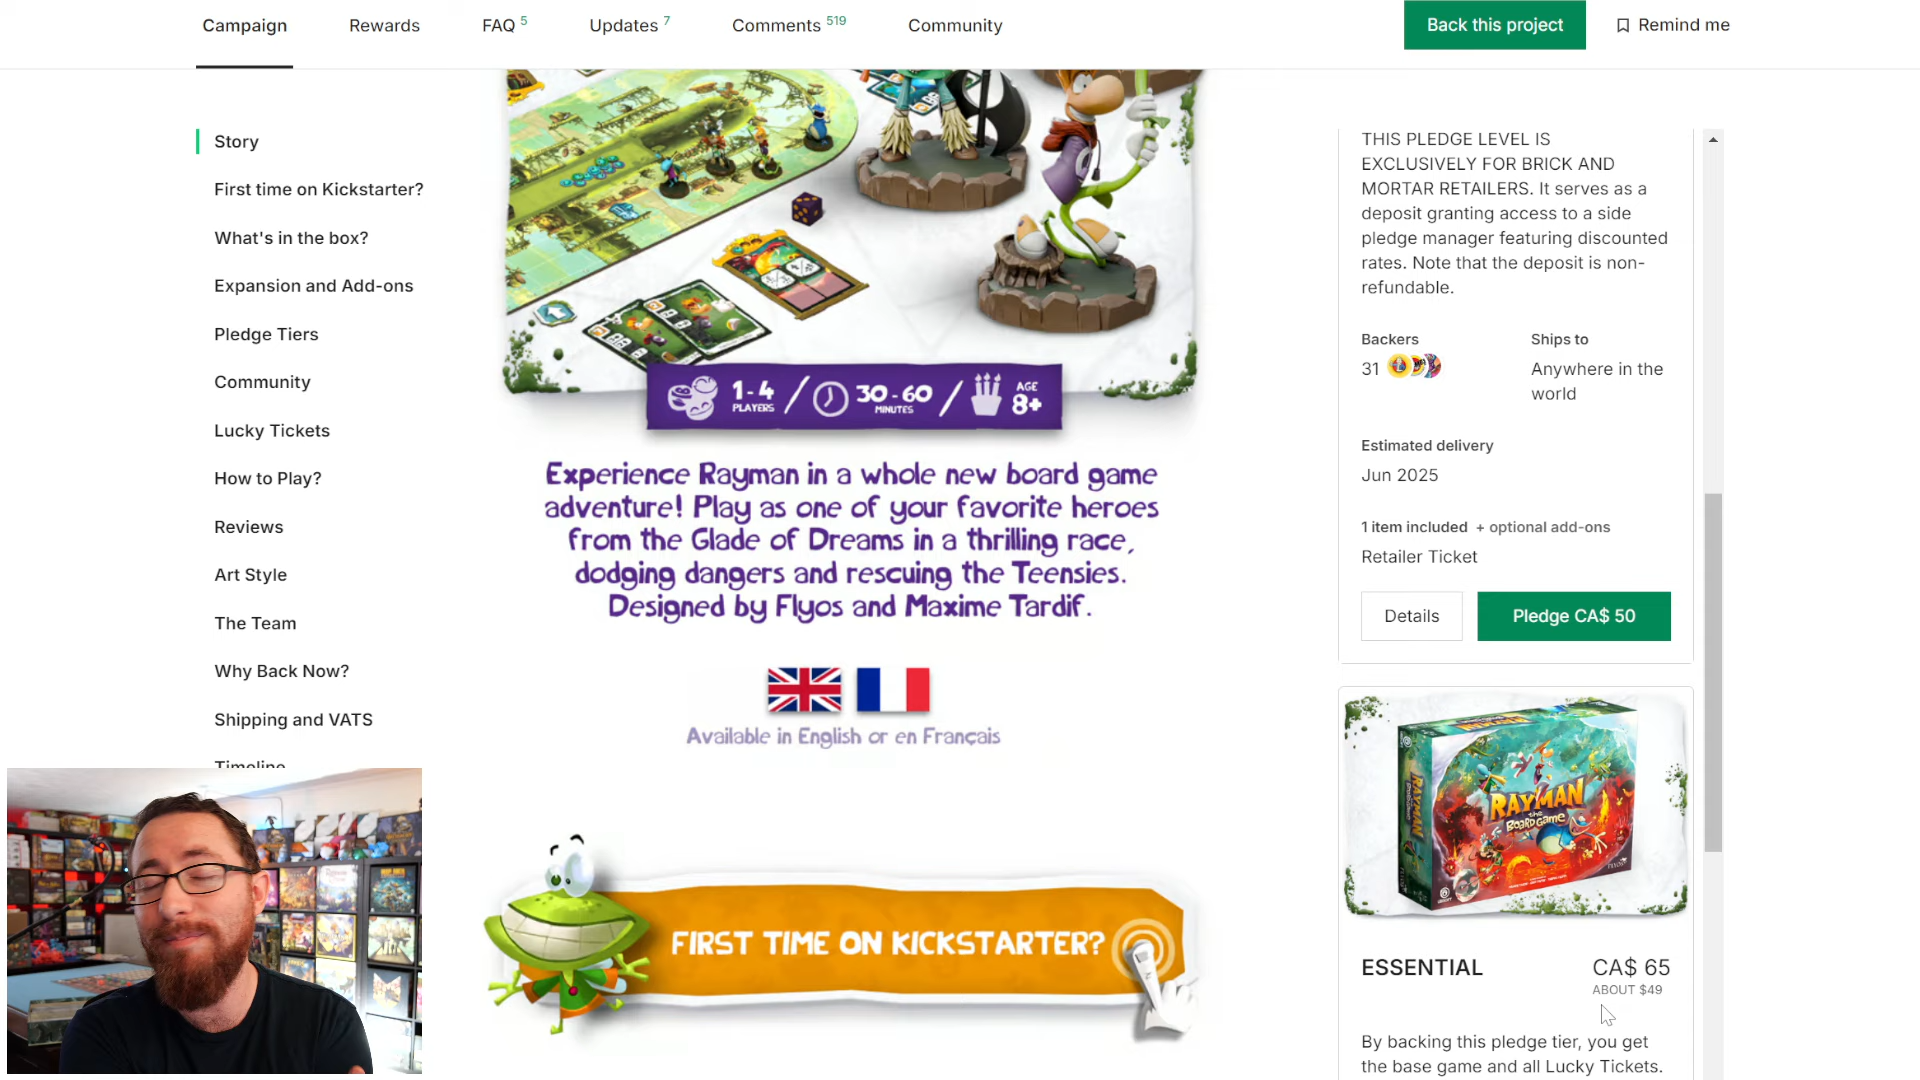 Campaign
Rewards
FAQ 5
Updates 7
Comments 519
Community
Back this project
Remind me
Story
First time on Kickstarter?
What's in the box?
Expansion and Add-ons
Pledge Tiers
Community
Lucky Tickets
How to Play?
Reviews
Art Style
The Team
Why Back Now?
Shipping and VATS
Timeline
1-4
PLAYERS
30-60
MINUTES
AGE
8+
Experience Rayman in a whole new board game
adventure! Play as one of your favorite heroes
from the Glade of Dreams in a thrilling race,
dodging dangers and rescuing the Teensies.
Designed by Flyos and Maxime Tardif.
Available in English or en Français
FIRST TIME ON KICKSTARTER?
THIS PLEDGE LEVEL IS
EXCLUSIVELY FOR BRICK AND
MORTAR RETAILERS. It serves as a
deposit granting access to a side
pledge manager featuring discounted
rates. Note that the deposit is non-
refundable.
Backers
31
Ships to
Anywhere in the
world
Estimated delivery
Jun 2025
1 item included + optional add-ons
Retailer Ticket
Details
Pledge CA$ 50
RAYMAN
the
Board Game
RAYMAN
ESSENTIAL
CA$ 65
ABOUT $49
By backing this pledge tier, you get
the base game and all Lucky Tickets.